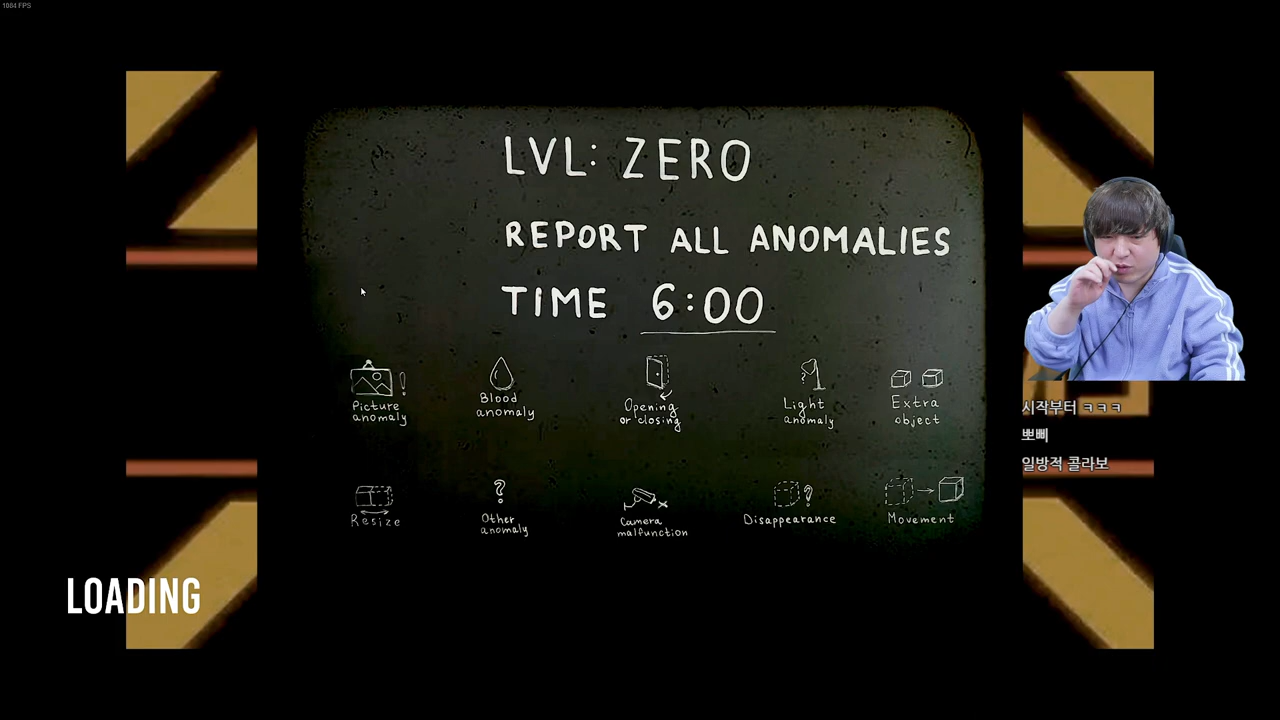 1084 FPS
LVL: ZERO
REPORT ALL ANOMALIES
TIME 6:00
Picture
anomaly
Blood
anomaly
Opening
or closing
Light
anomaly
Extra
object
Resize
Other
anomaly
Camera
malfunction
Disappearance
Movement
LOADING
시작부터 ㅋㅋㅋ
뽀삐
일방적 콜라보